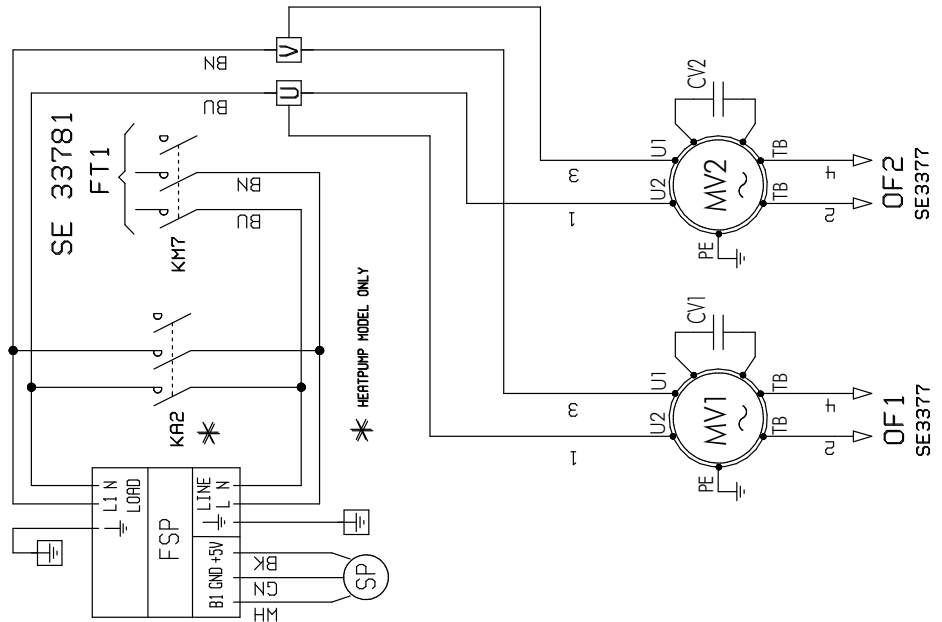 V
BN
U
BU
SE 33781
FT1
BN
BU
KM7
KA2
* HEATPUMP MODEL ONLY
*
L1 N
LOAD
FSP
LINE
L N
B1 GND +5V
BK
GN
WH
SP
CV2
U1
U2
3
1
MV2
PE
TB
TB
4
2
OF2
SE3377
CV1
U1
U2
3
1
MV1
PE
TB
TB
4
2
OF1
SE3377